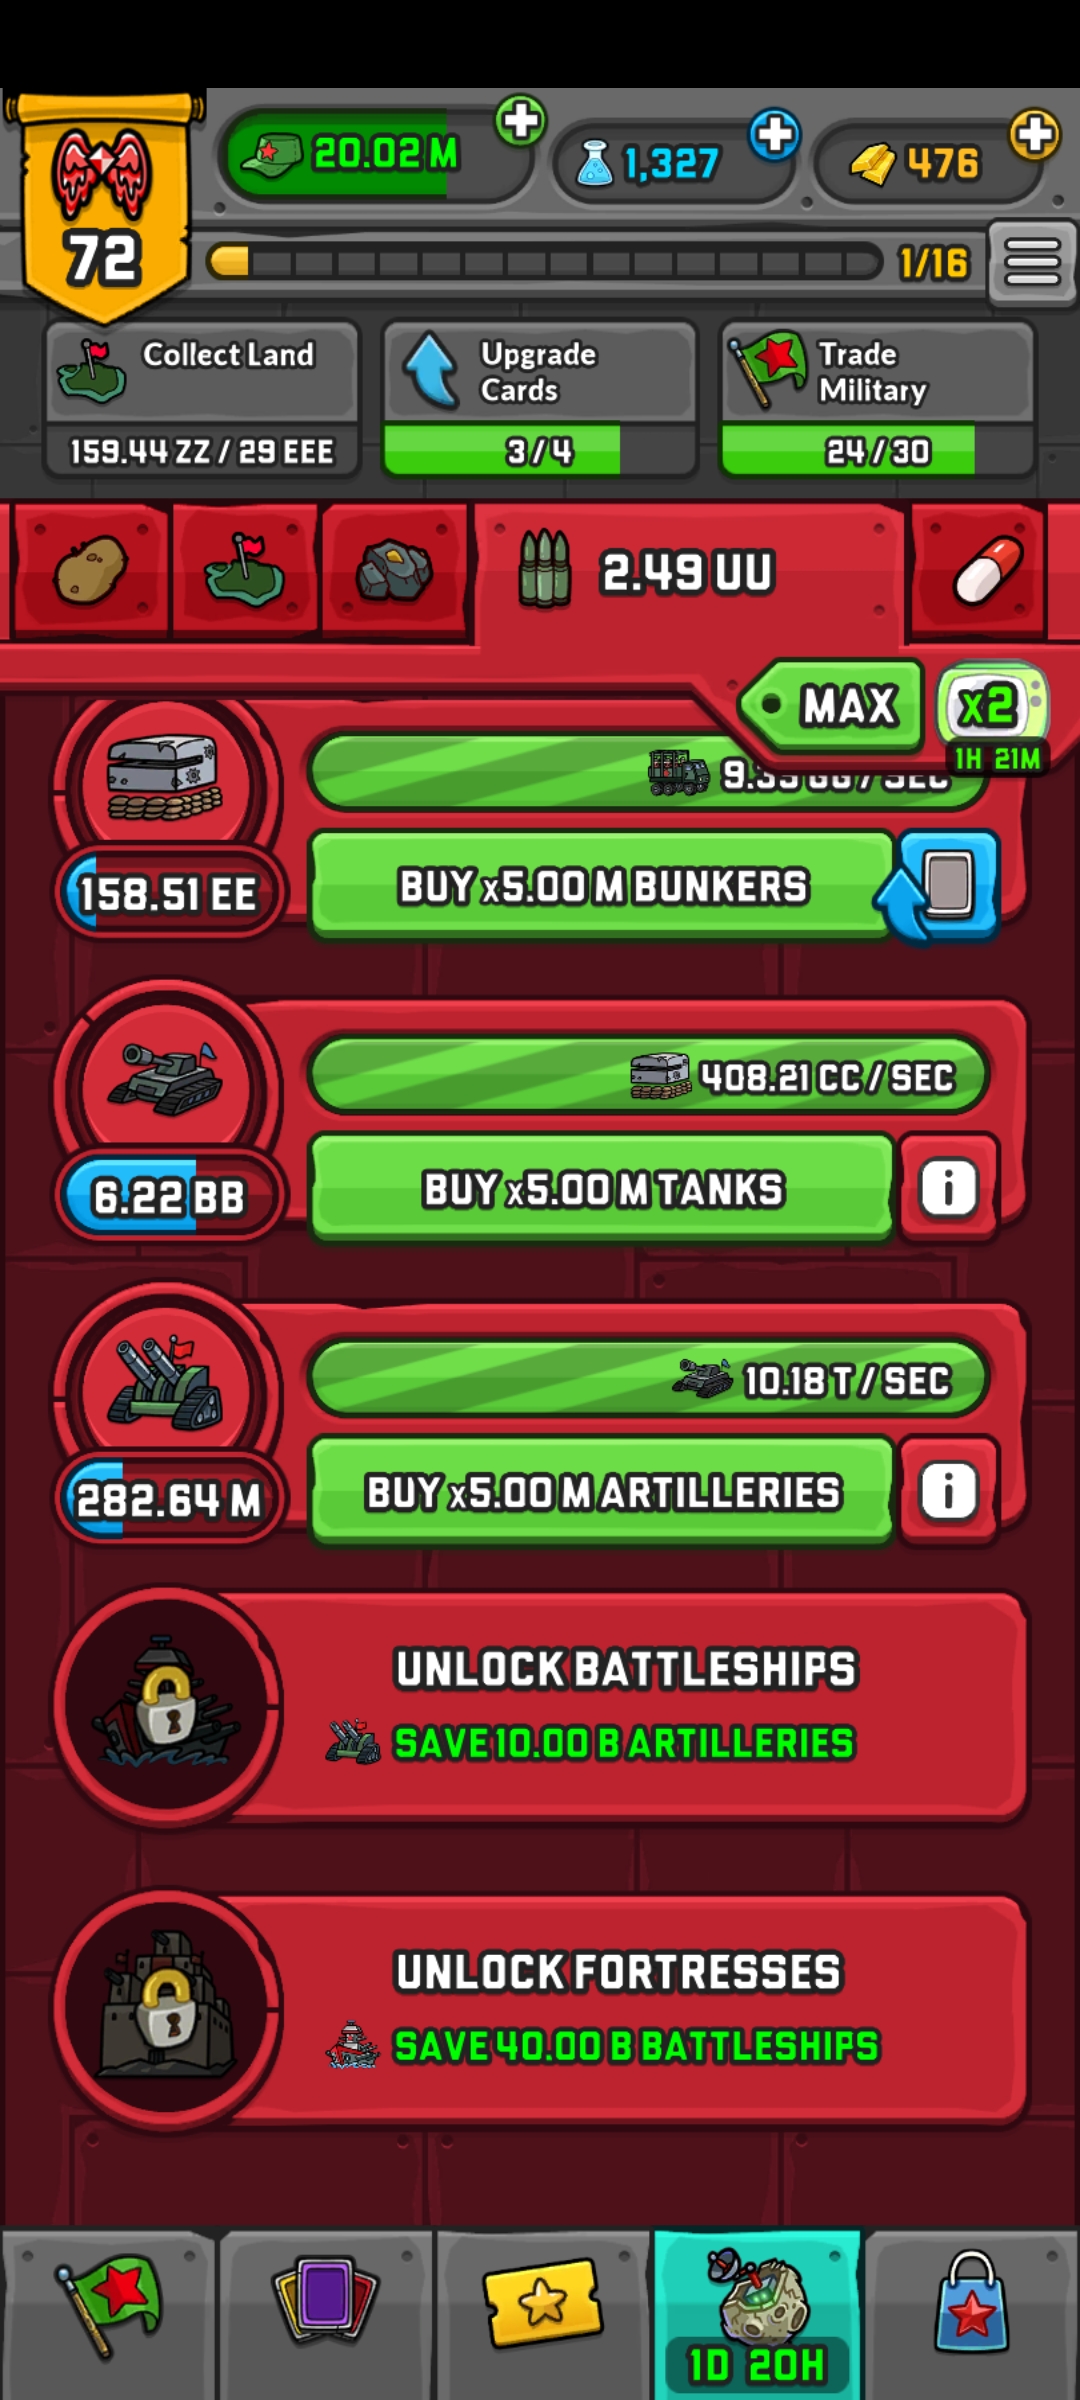 20.02 M
1,327
476
72
1/16
Collect Land
159.44 ZZ / 29 EEE
Upgrade
Cards
3/4
Trade
Military
24/30
2.49 UU
MAX
x2
1H 21M
/ SEC
158.51 EE
BUY x5.00 M BUNKERS
408.21 CC / SEC
6.22 BB
BUY x5.00 M TANKS
i
10.18 T / SEC
282.64 M
BUY x5.00 M ARTILLERIES
i
UNLOCK BATTLESHIPS
SAVE 10.00 B ARTILLERIES
UNLOCK FORTRESSES
SAVE 40.00 B BATTLESHIPS
1D 20H